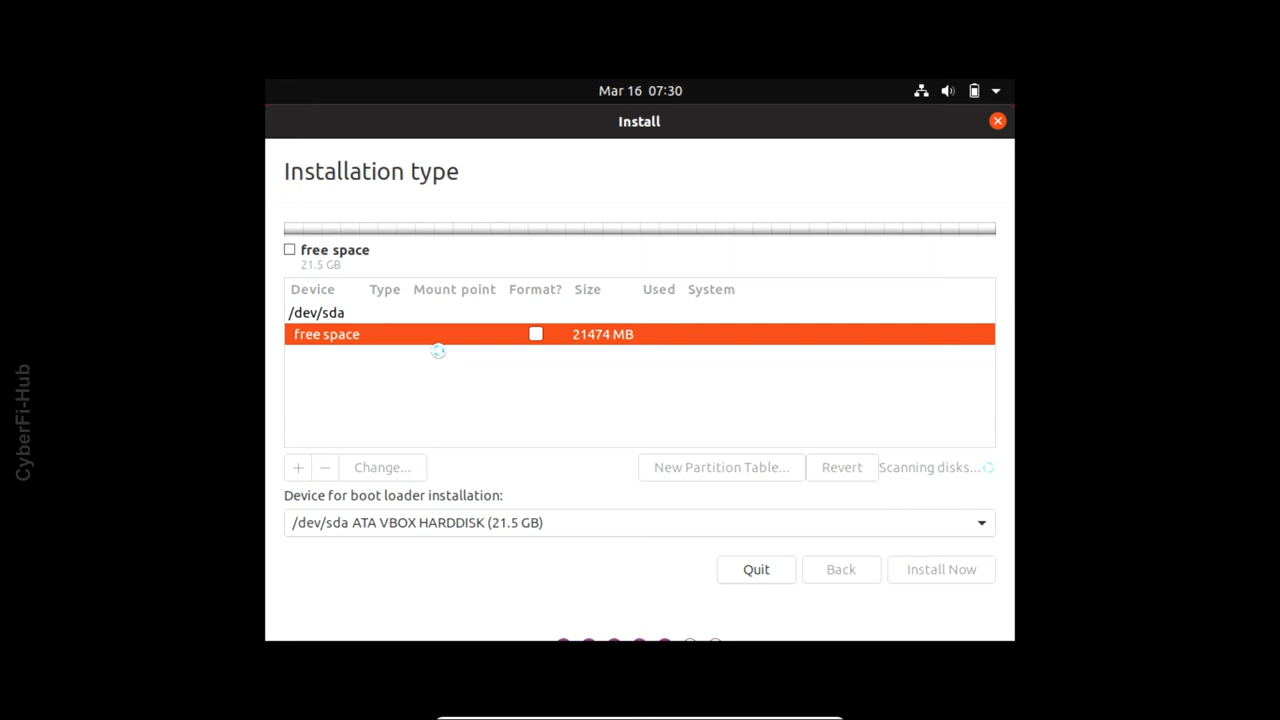 Mar 16 07:30
Install
Installation type
free space
21.5 GB
Device Type Mount point Format? Size Used System
/dev/sda
free space 21474 MB
+ − Change... New Partition Table... Revert Scanning disks...
Device for boot loader installation:
/dev/sda ATA VBOX HARDDISK (21.5 GB)
Quit Back Install Now
CyberFi-Hub